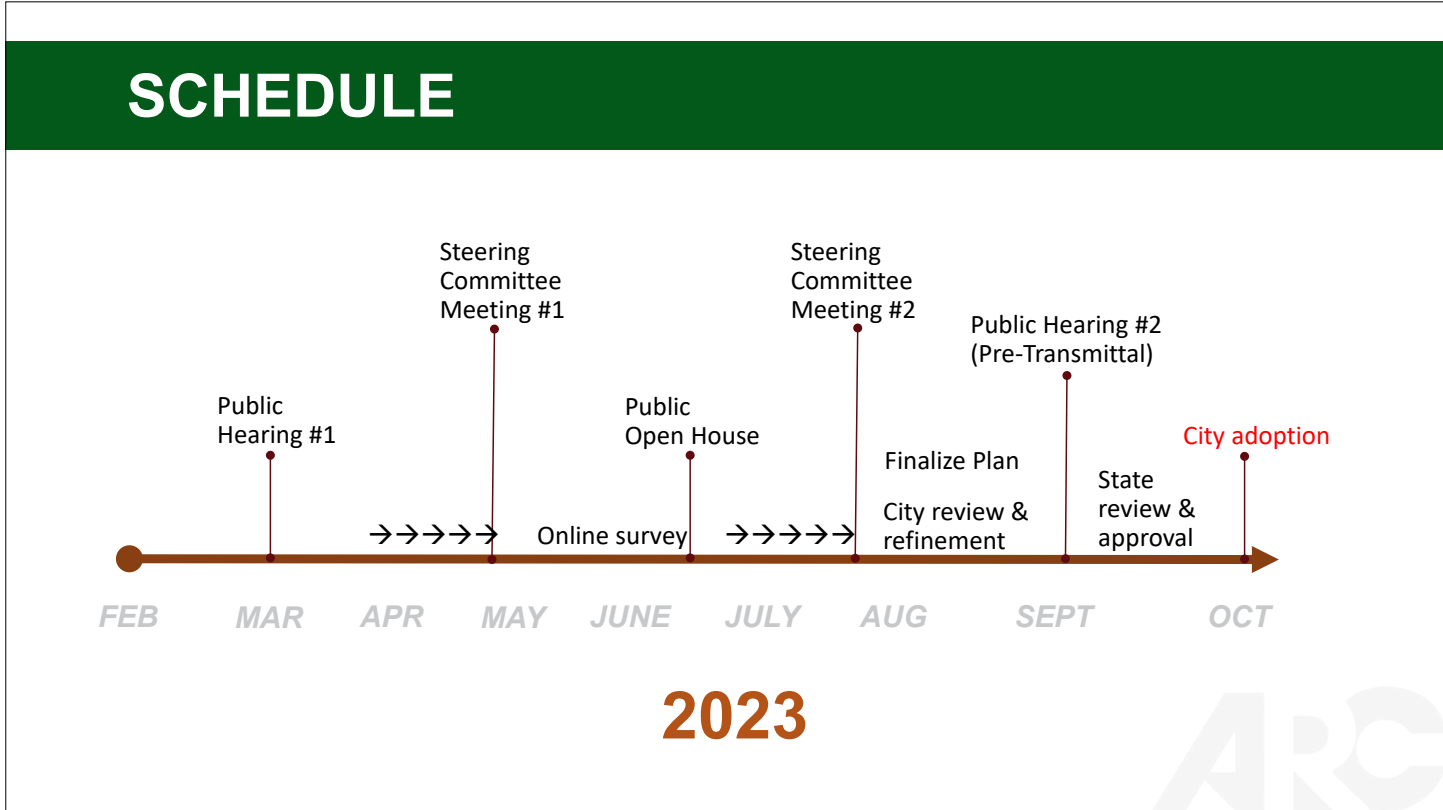 SCHEDULE
Steering
Committee
Meeting #1
Steering
Committee
Meeting #2
Public Hearing #2
(Pre-Transmittal)
Public
Hearing #1
Public
Open House
City adoption
Finalize Plan
State
review &
approval
City review &
refinement
→→→→→
Online survey
→→→→→
FEB MAR APR MAY JUNE JULY AUG SEPT OCT
2023
ARC